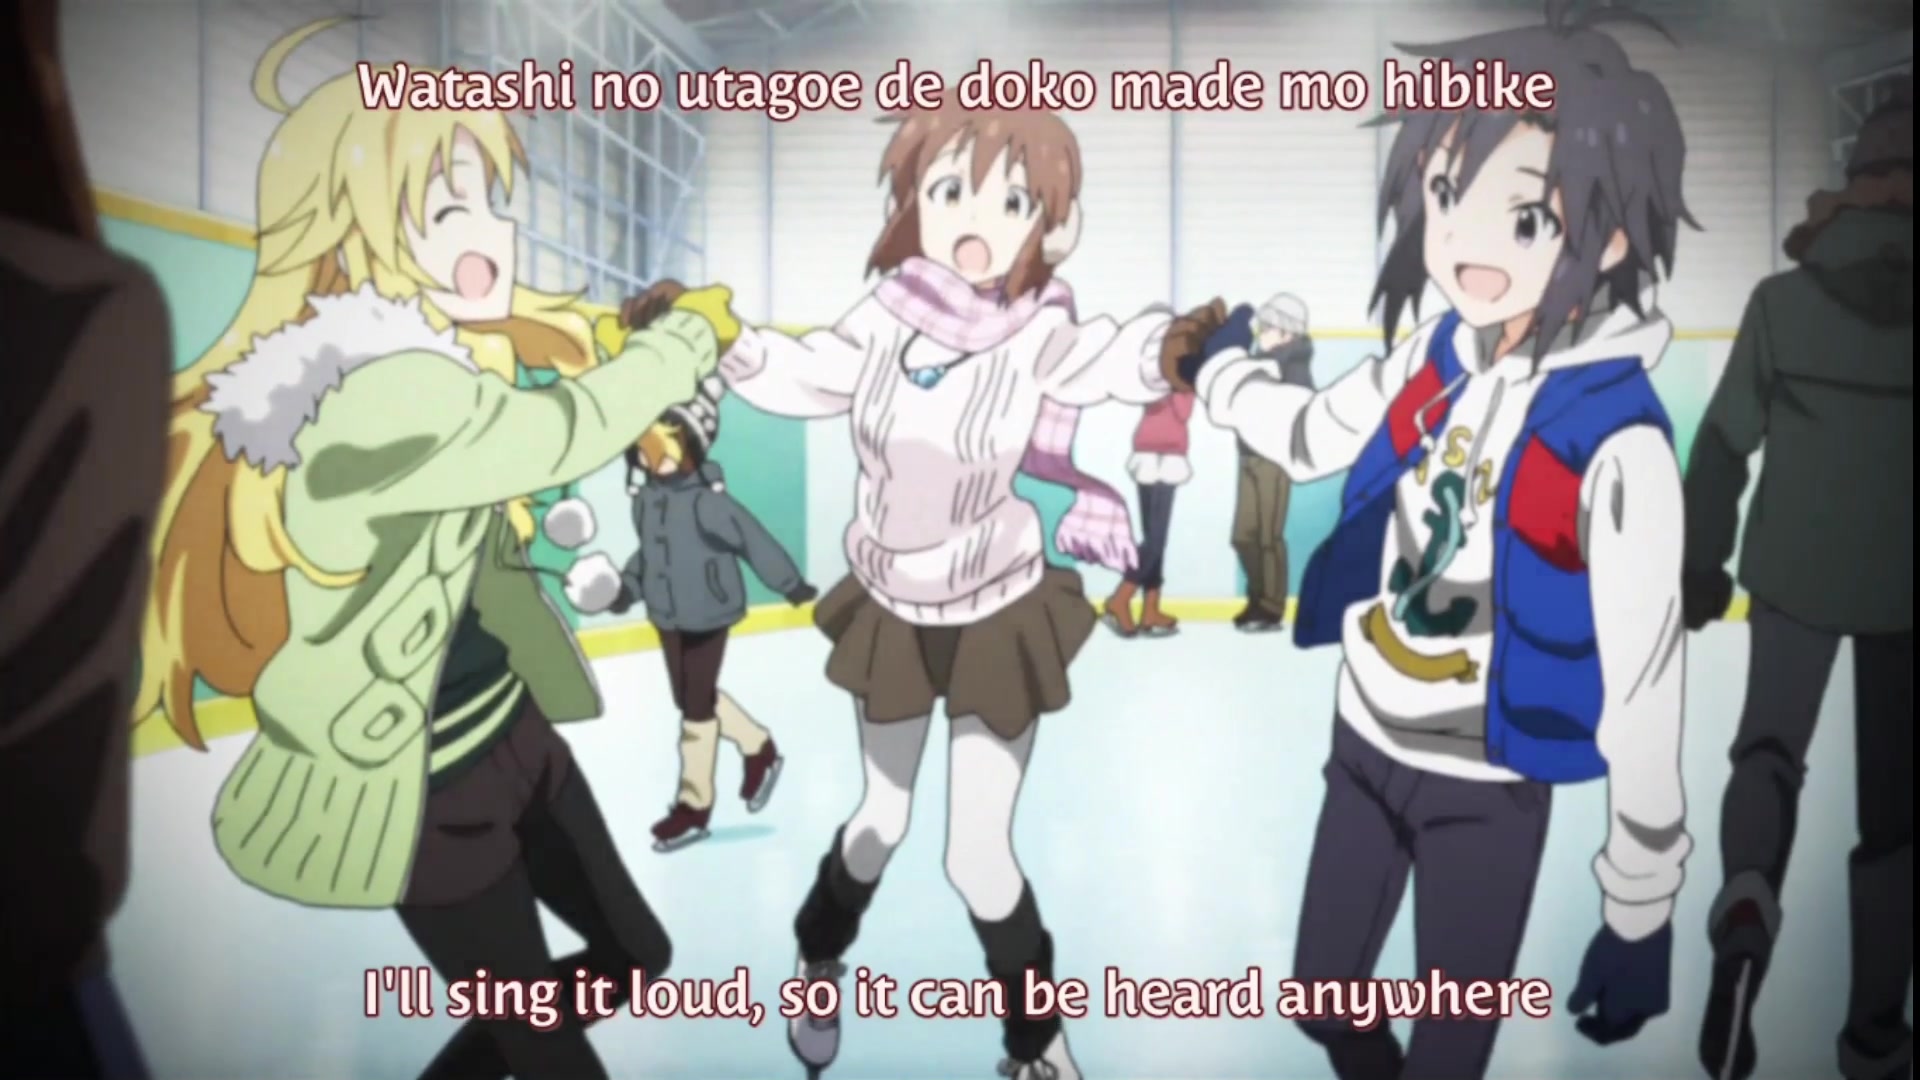 Watashi no utagoe de doko made mo hibike
I'll sing it loud, so it can be heard anywhere